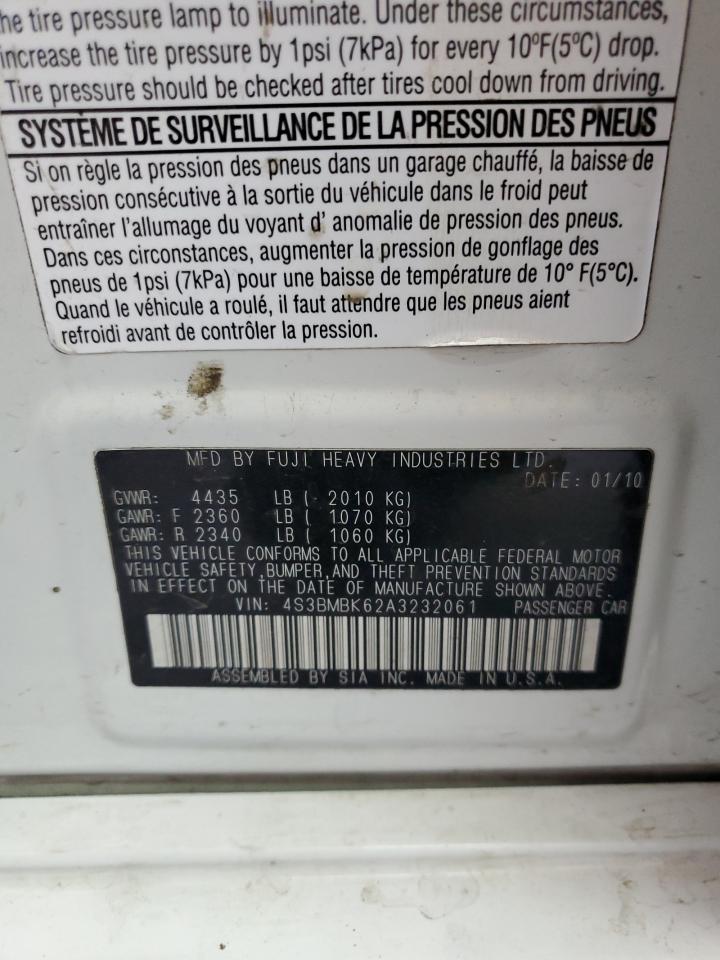 he tire pressure lamp to illuminate. Under these circumstances,
increase the tire pressure by 1psi (7kPa) for every 10ºF(5ºC) drop.
Tire pressure should be checked after tires cool down from driving.
SYSTÈME DE SURVEILLANCE DE LA PRESSION DES PNEUS
Si on règle la pression des pneus dans un garage chauffé, la baisse de
pression consécutive à la sortie du véhicule dans le froid peut
entraîner l'allumage du voyant d' anomalie de pression des pneus.
Dans ces circonstances, augmenter la pression de gonflage des
pneus de 1psi (7kPa) pour une baisse de température de 10° F(5°C).
Quand le véhicule a roulé, il faut attendre que les pneus aient
refroidi avant de contrôler la pression.
MFD BY FUJI HEAVY INDUSTRIES LTD.
DATE: 01/10
GVWR: 4435 LB ( 2010 KG)
GAWR: F 2360 LB ( 1070 KG)
GAWR: R 2340 LB ( 1060 KG)
THIS VEHICLE CONFORMS TO ALL APPLICABLE FEDERAL MOTOR
VEHICLE SAFETY,BUMPER,AND THEFT PREVENTION STANDARDS
IN EFFECT ON THE DATE OF MANUFACTURE SHOWN ABOVE.
VIN: 4S3BMBK62A3232061 PASSENGER CAR
ASSEMBLED BY SIA INC. MADE IN U.S.A.